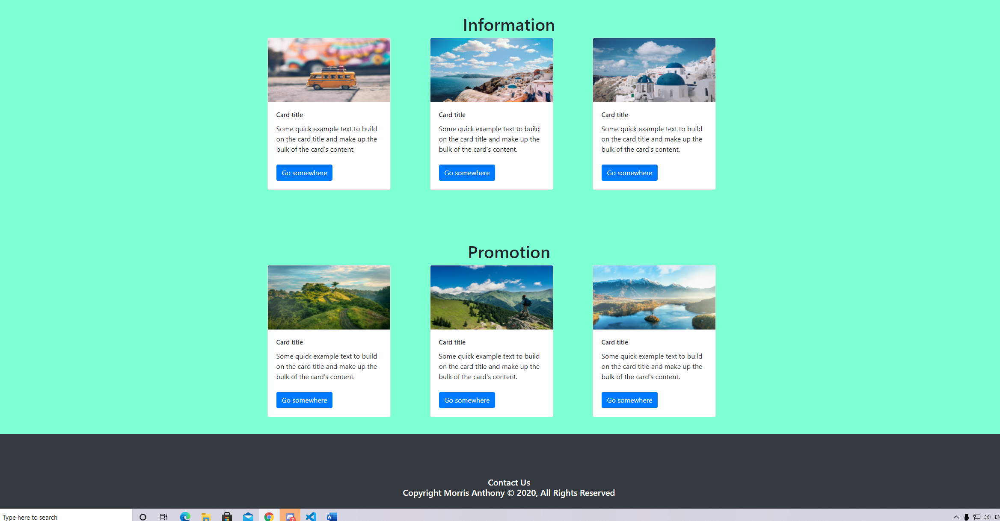 Information
Card title
Some quick example text to build
on the card title and make up the
bulk of the card's content.
Go somewhere
Card title
Some quick example text to build
on the card title and make up the
bulk of the card's content.
Go somewhere
Card title
Some quick example text to build
on the card title and make up the
bulk of the card's content.
Go somewhere
Promotion
Card title
Some quick example text to build
on the card title and make up the
bulk of the card's content.
Go somewhere
Card title
Some quick example text to build
on the card title and make up the
bulk of the card's content.
Go somewhere
Card title
Some quick example text to build
on the card title and make up the
bulk of the card's content.
Go somewhere
Contact Us
Copyright Morris Anthony © 2020, All Rights Reserved
Type here to search
7
W
EN